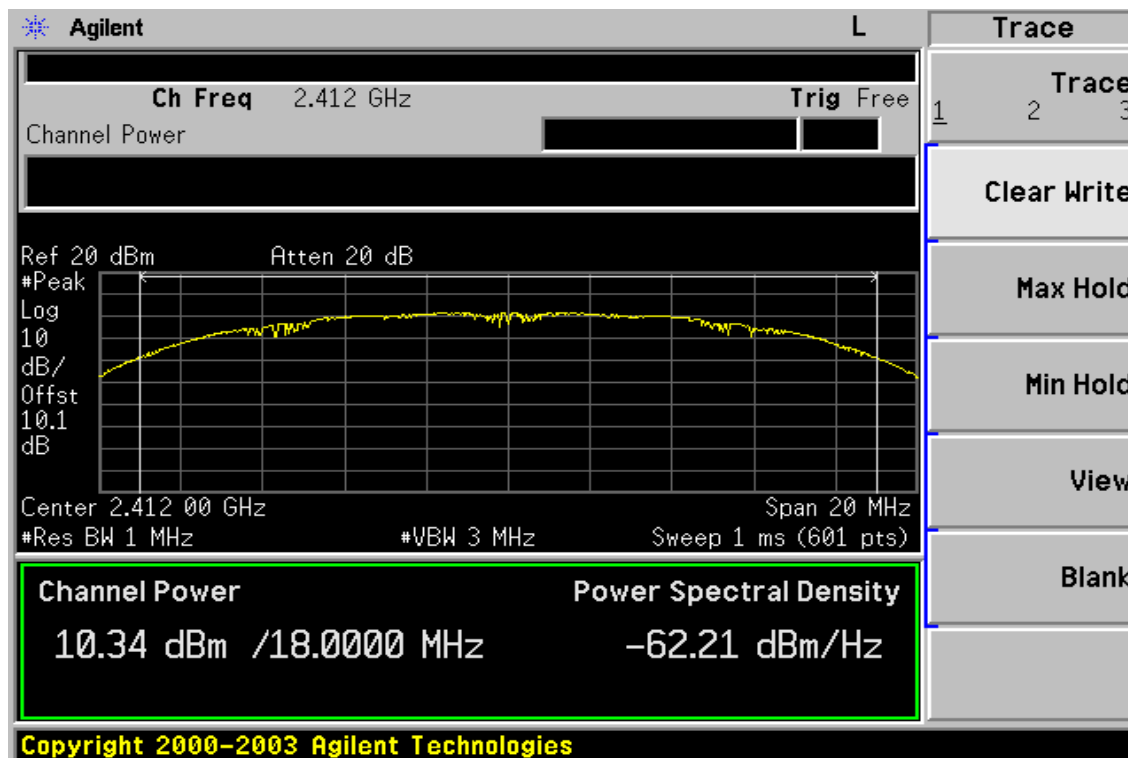 Agilent L Trace
Ch Freq 2.412 GHz Trig Free
Channel Power
Trace
1 2 3
Clear Write
Max Hold
Min Hold
View
Blank
Ref 20 dBm Atten 20 dB
#Peak
Log
10
dB/
Offst
10.1
dB
Center 2.412 00 GHz Span 20 MHz
#Res BW 1 MHz #VBW 3 MHz Sweep 1 ms (601 pts)
Channel Power Power Spectral Density
10.34 dBm /18.0000 MHz -62.21 dBm/Hz
Copyright 2000-2003 Agilent Technologies